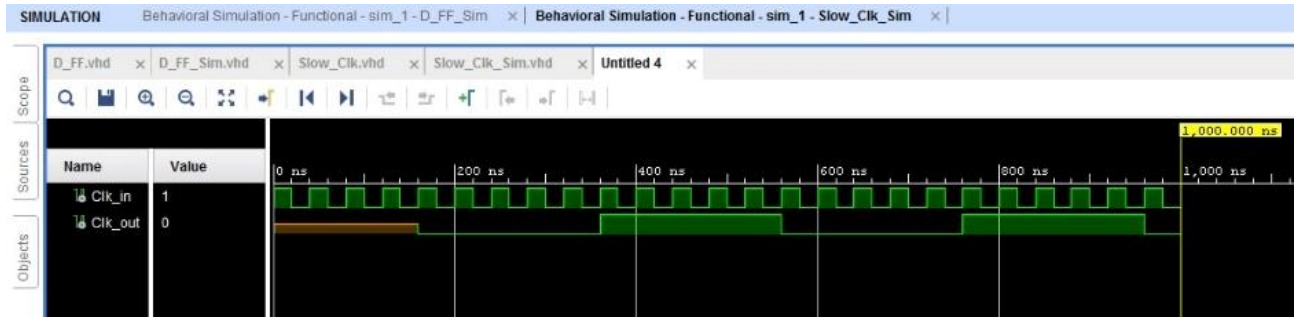 SIMULATION Behavioral Simulation - Functional - sim_1 - D_FF_Sim × Behavioral Simulation - Functional - sim_1 - Slow_Clk_Sim ×
D_FF.vhd × D_FF_Sim.vhd × Slow_Clk.vhd × Slow_Clk_Sim.vhd × Untitled 4 ×
Scope
Sources
Objects
1,000.000 ns
Name Value 0 ns 200 ns 400 ns 600 ns 800 ns 1,000 ns
Clk_in 1
Clk_out 0